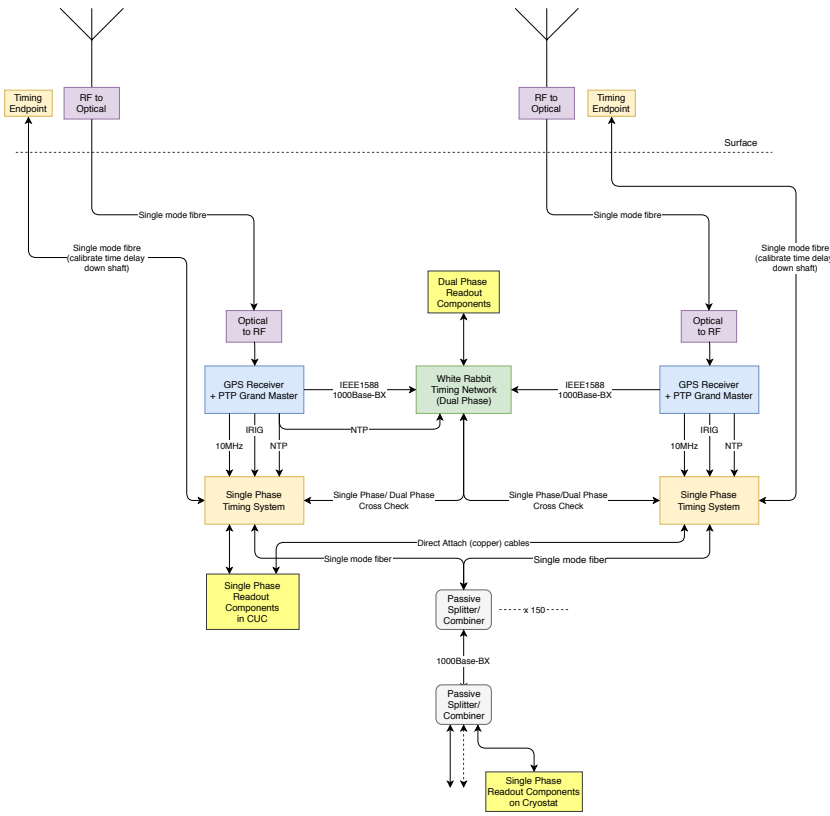 Timing
Endpoint
RF to
Optical
RF to
Optical
Timing
Endpoint
Surface
Single mode fibre
Single mode fibre
Single mode fibre
(calibrate time delay
down shaft)
Single mode fibre
(calibrate time delay
down shaft)
Dual Phase
Readout
Components
Optical
to RF
Optical
to RF
GPS Receiver
+ PTP Grand Master
IEEE1588
1000Base-BX
White Rabbit
Timing Network
(Dual Phase)
IEEE1588
1000Base-BX
GPS Receiver
+ PTP Grand Master
NTP
10MHz
IRIG
NTP
10MHz
IRIG
NTP
Single Phase
Timing System
Single Phase/ Dual Phase
Cross Check
Single Phase/Dual Phase
Cross Check
Single Phase
Timing System
Direct Attach (copper) cables
Single mode fiber
Single mode fiber
Single Phase
Readout
Components
in CUC
Passive
Splitter/
Combiner
x 150
1000Base-BX
Passive
Splitter/
Combiner
Single Phase
Readout Components
on Cryostat